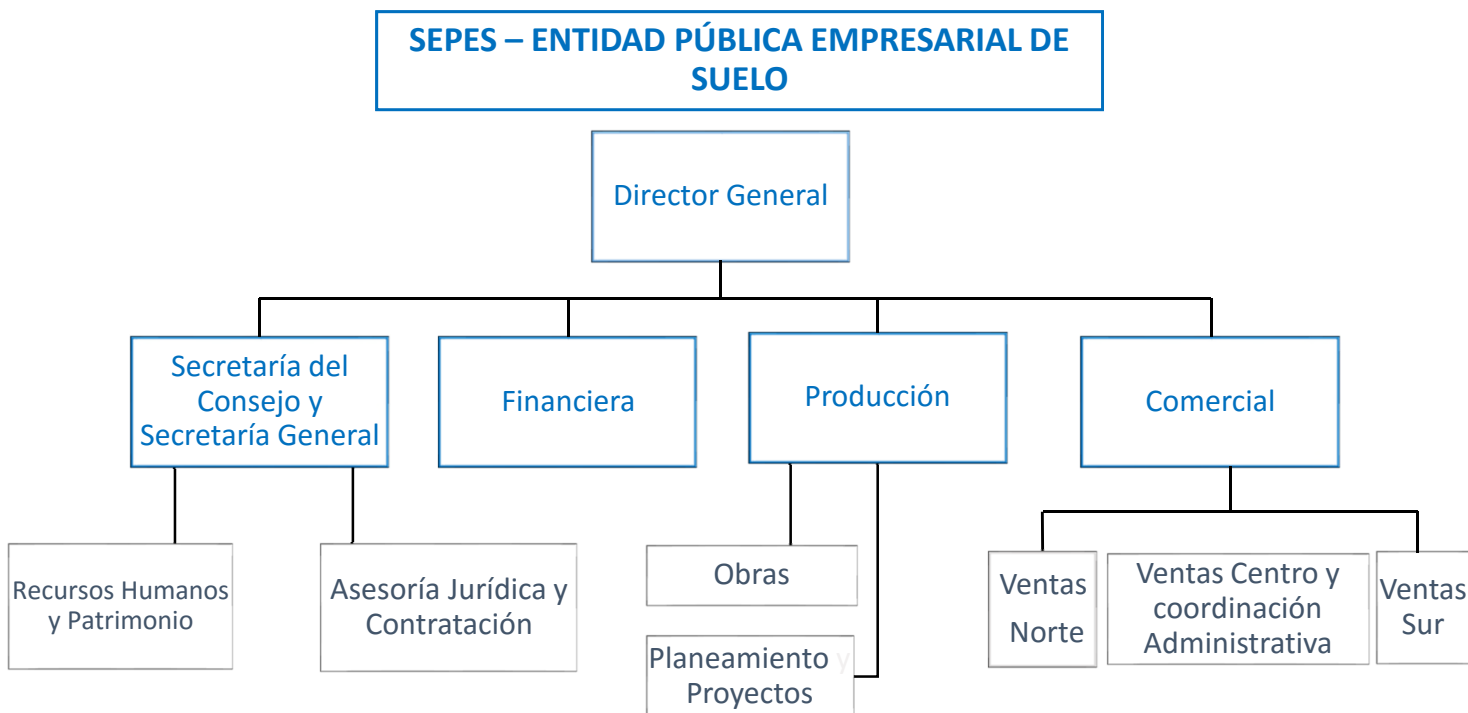 SEPES – ENTIDAD PÚBLICA EMPRESARIAL DE
SUELO
Director General
Secretaría del
Consejo y
Secretaría General
Financiera
Producción
Comercial
Recursos Humanos
y Patrimonio
Asesoría Jurídica y
Contratación
Obras
Planeamiento y
Proyectos
Ventas
Norte
Ventas Centro y
coordinación
Administrativa
Ventas
Sur